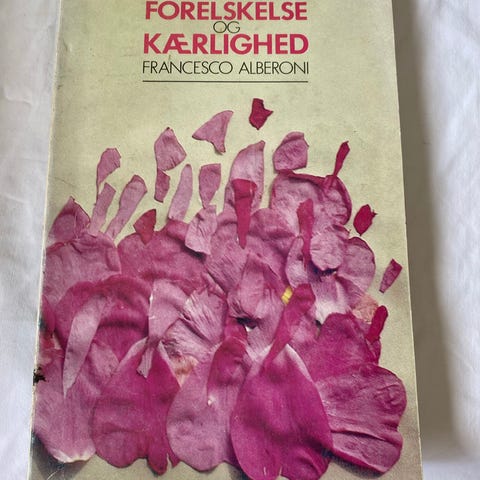 FORELSKELSE
OG
KÆRLIGHED
FRANCESCO ALBERONI